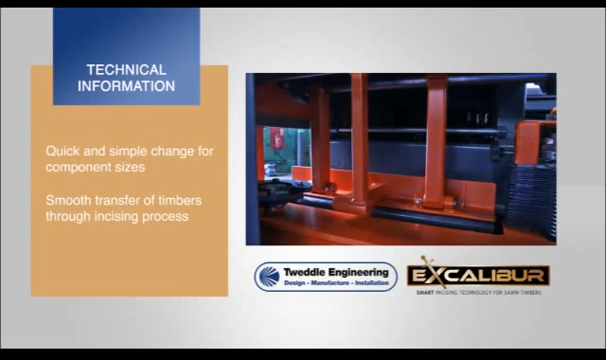 TECHNICAL
INFORMATION
Quick and simple change for
component sizes
Smooth transfer of timbers
through incising process
Tweddle Engineering
Design - Manufacture - Installation
EXCALIBUR
SMART INCISING TECHNOLOGY FOR SAWN TIMBERS